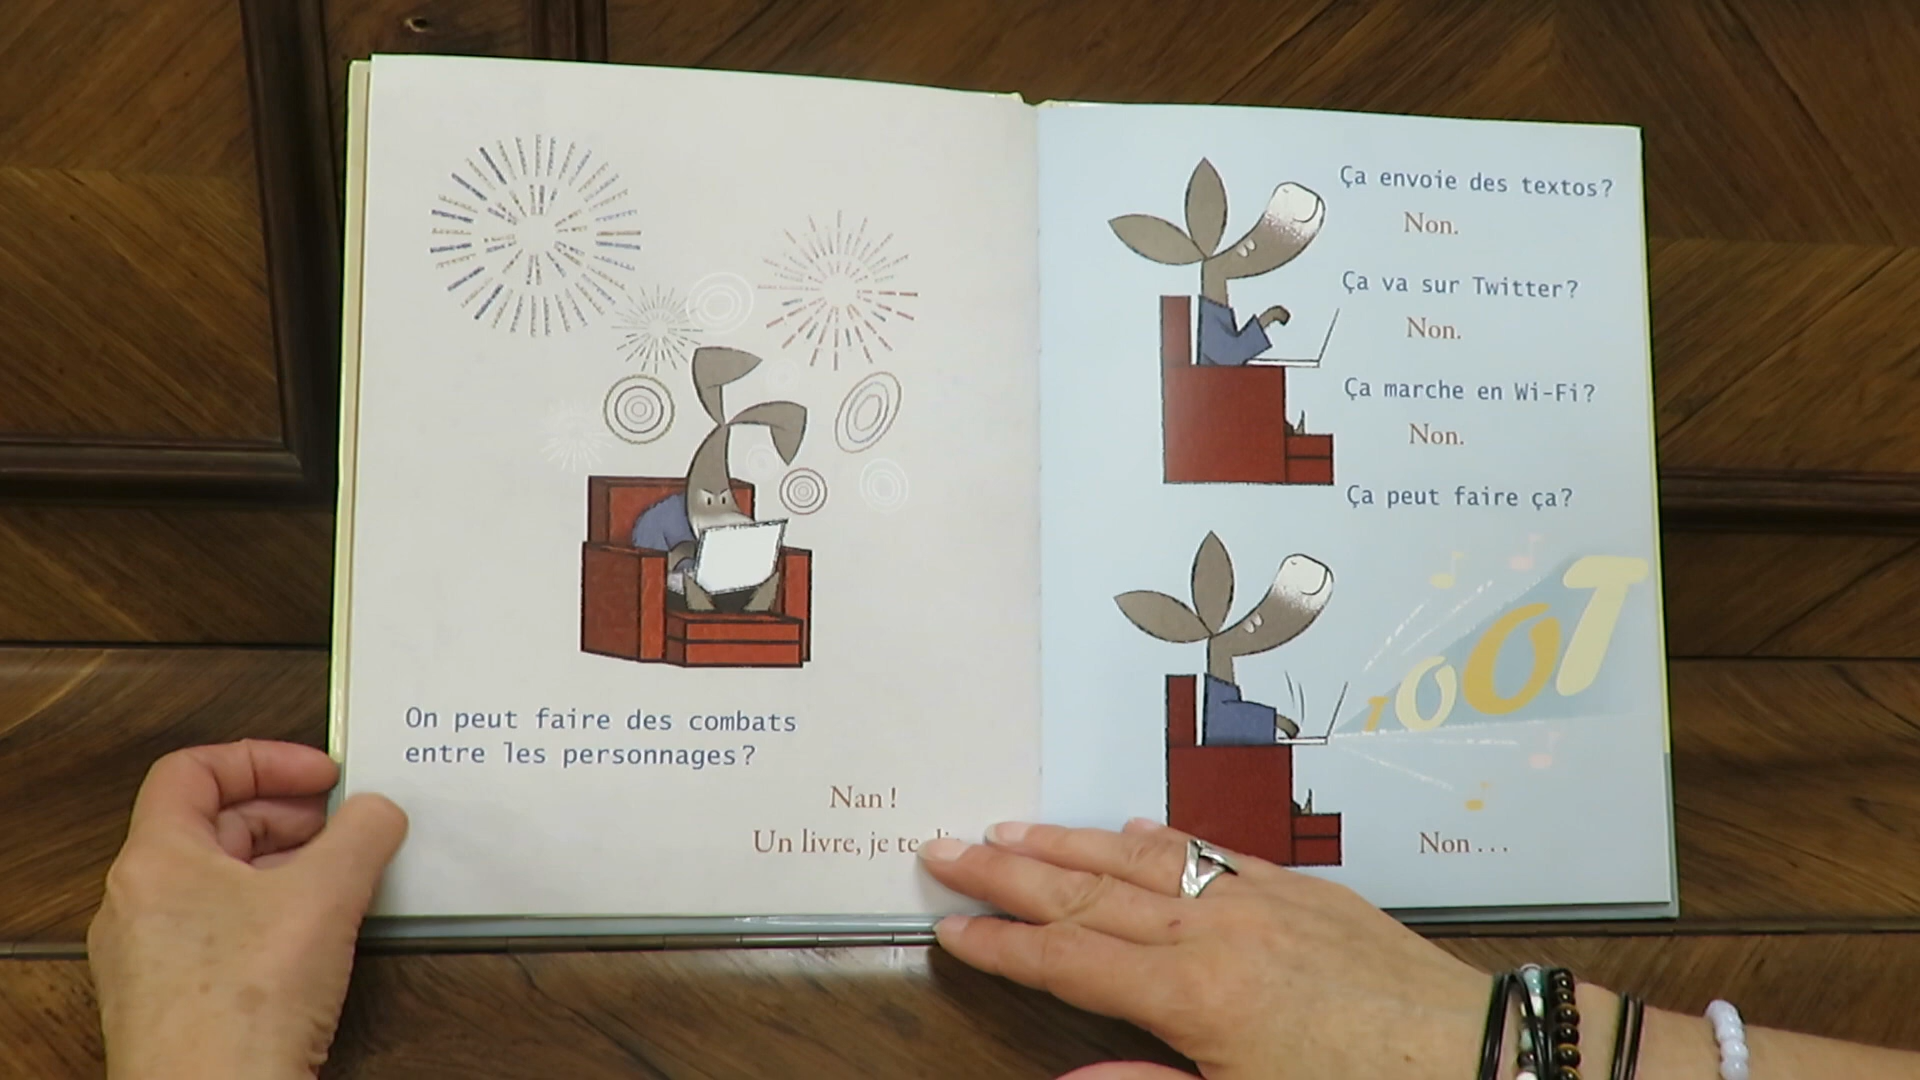 On peut faire des combats
entre les personnages ?
Nan !
Un livre, je te
Ça envoie des textos ?
Non.
Ça va sur Twitter ?
Non.
Ça marche en Wi-Fi ?
Non.
Ça peut faire ça ?
TOOT
Non...